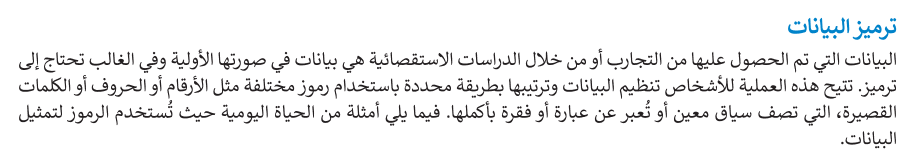 ترميز البيانات
البيانات التي تم الحصول عليها من التجارب أو من خلال الدراسات الاستقصائية هي بيانات في صورتها الأولية وفي الغالب تحتاج إلى
ترميز. تتيح هذه العملية للأشخاص تنظيم البيانات وترتيبها بطريقة محددة باستخدام رموز مختلفة مثل الأرقام أو الحروف أو الكلمات
القصيرة، التي تصف سياق معين أو تُعبر عن عبارة أو فقرة بأكملها. فيما يلي أمثلة من الحياة اليومية حيث تُستخدم الرموز لتمثيل
البيانات.